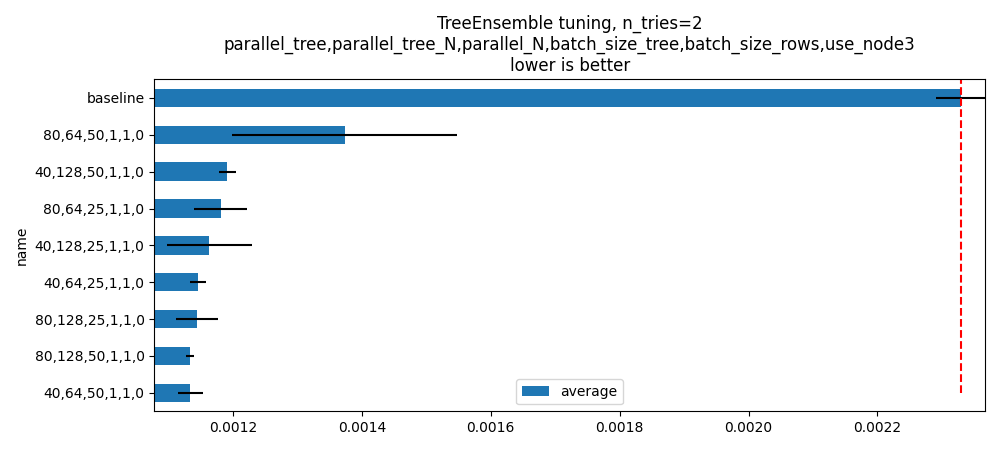 TreeEnsemble tuning, n_tries=2
parallel_tree,parallel_tree_N,parallel_N,batch_size_tree,batch_size_rows,use_node3
lower is better
name
baseline
80,64,50,1,1,0
40,128,50,1,1,0
80,64,25,1,1,0
40,128,25,1,1,0
40,64,25,1,1,0
80,128,25,1,1,0
80,128,50,1,1,0
40,64,50,1,1,0
average
0.0012 0.0014 0.0016 0.0018 0.0020 0.0022